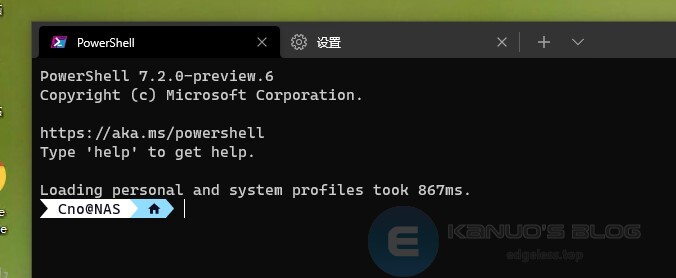 PowerShell
设置
PowerShell 7.2.0-preview.6
Copyright (c) Microsoft Corporation.
https://aka.ms/powershell
Type 'help' to get help.
Loading personal and system profiles took 867ms.
Cno@NAS
E KANUO'S BLOG
edgeless.top